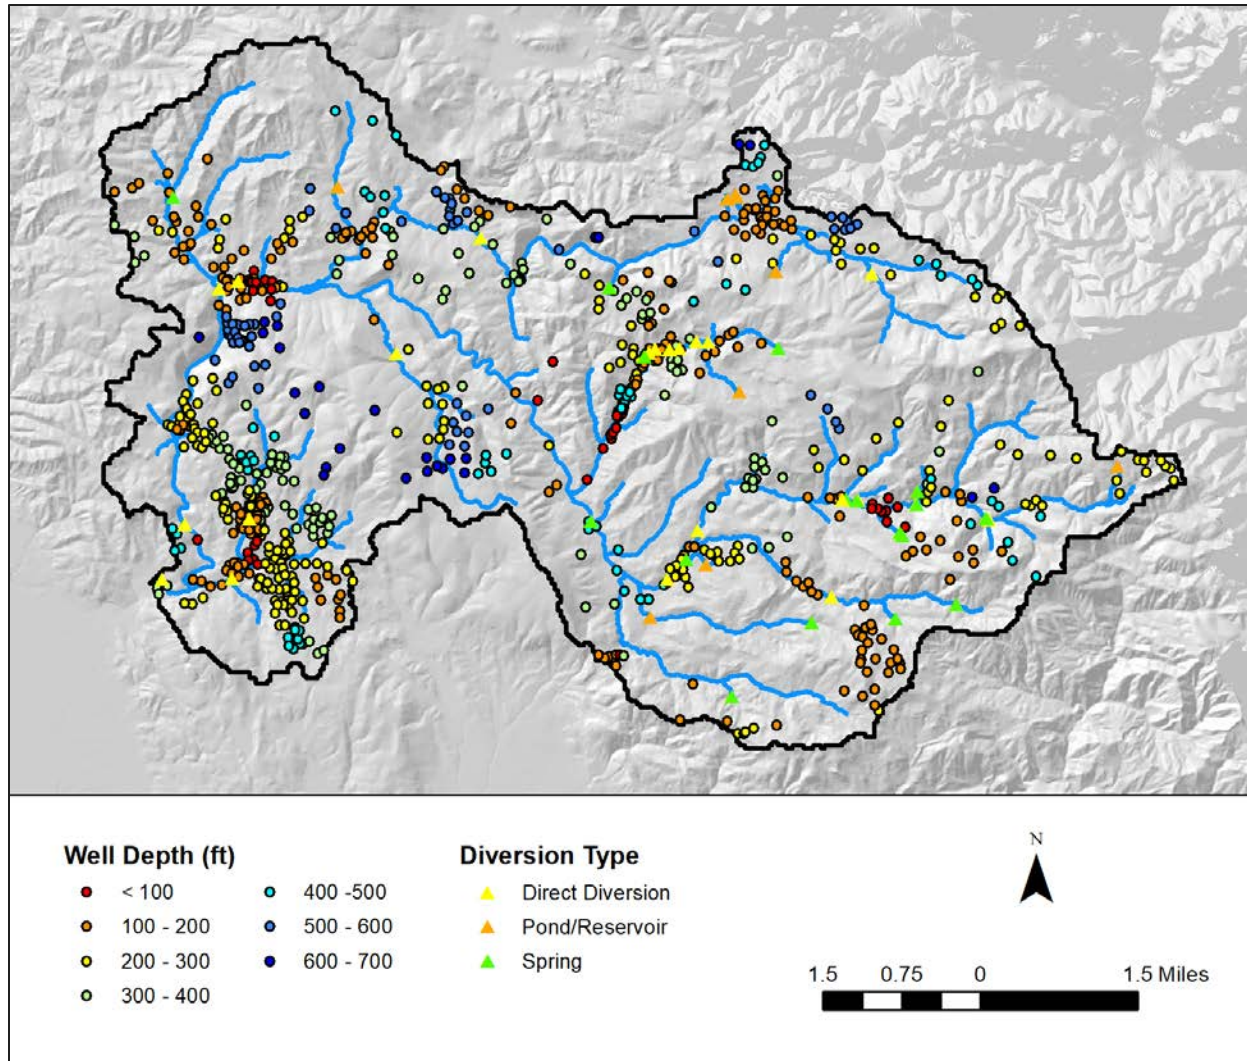 Well Depth (ft)
< 100
100 - 200
200 - 300
300 - 400
400 -500
500 - 600
600 - 700
Diversion Type
Direct Diversion
Pond/Reservoir
Spring
N
1.5 0.75 0 1.5 Miles